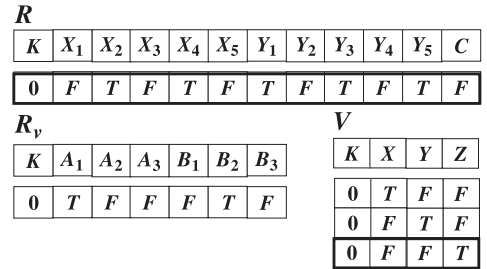 R
K X₁ X₂ X₃ X₄ X₅ Y₁ Y₂ Y₃ Y₄ Y₅ C
0 F T F T F T F T F T F
Rᵥ
K A₁ A₂ A₃ B₁ B₂ B₃
0 T F F F T F
V
K X Y Z
0 T F F
0 F T F
0 F F T